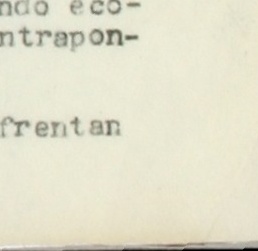 ndo eco-
ntrapon-
frentan